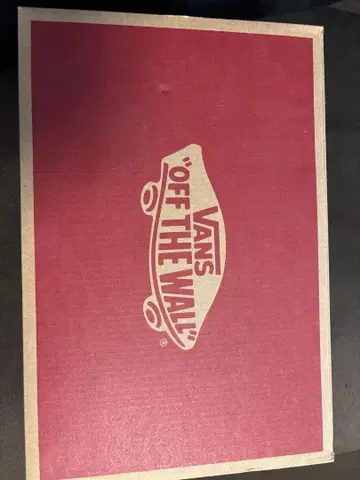 VANS
"OFF THE WALL"
®